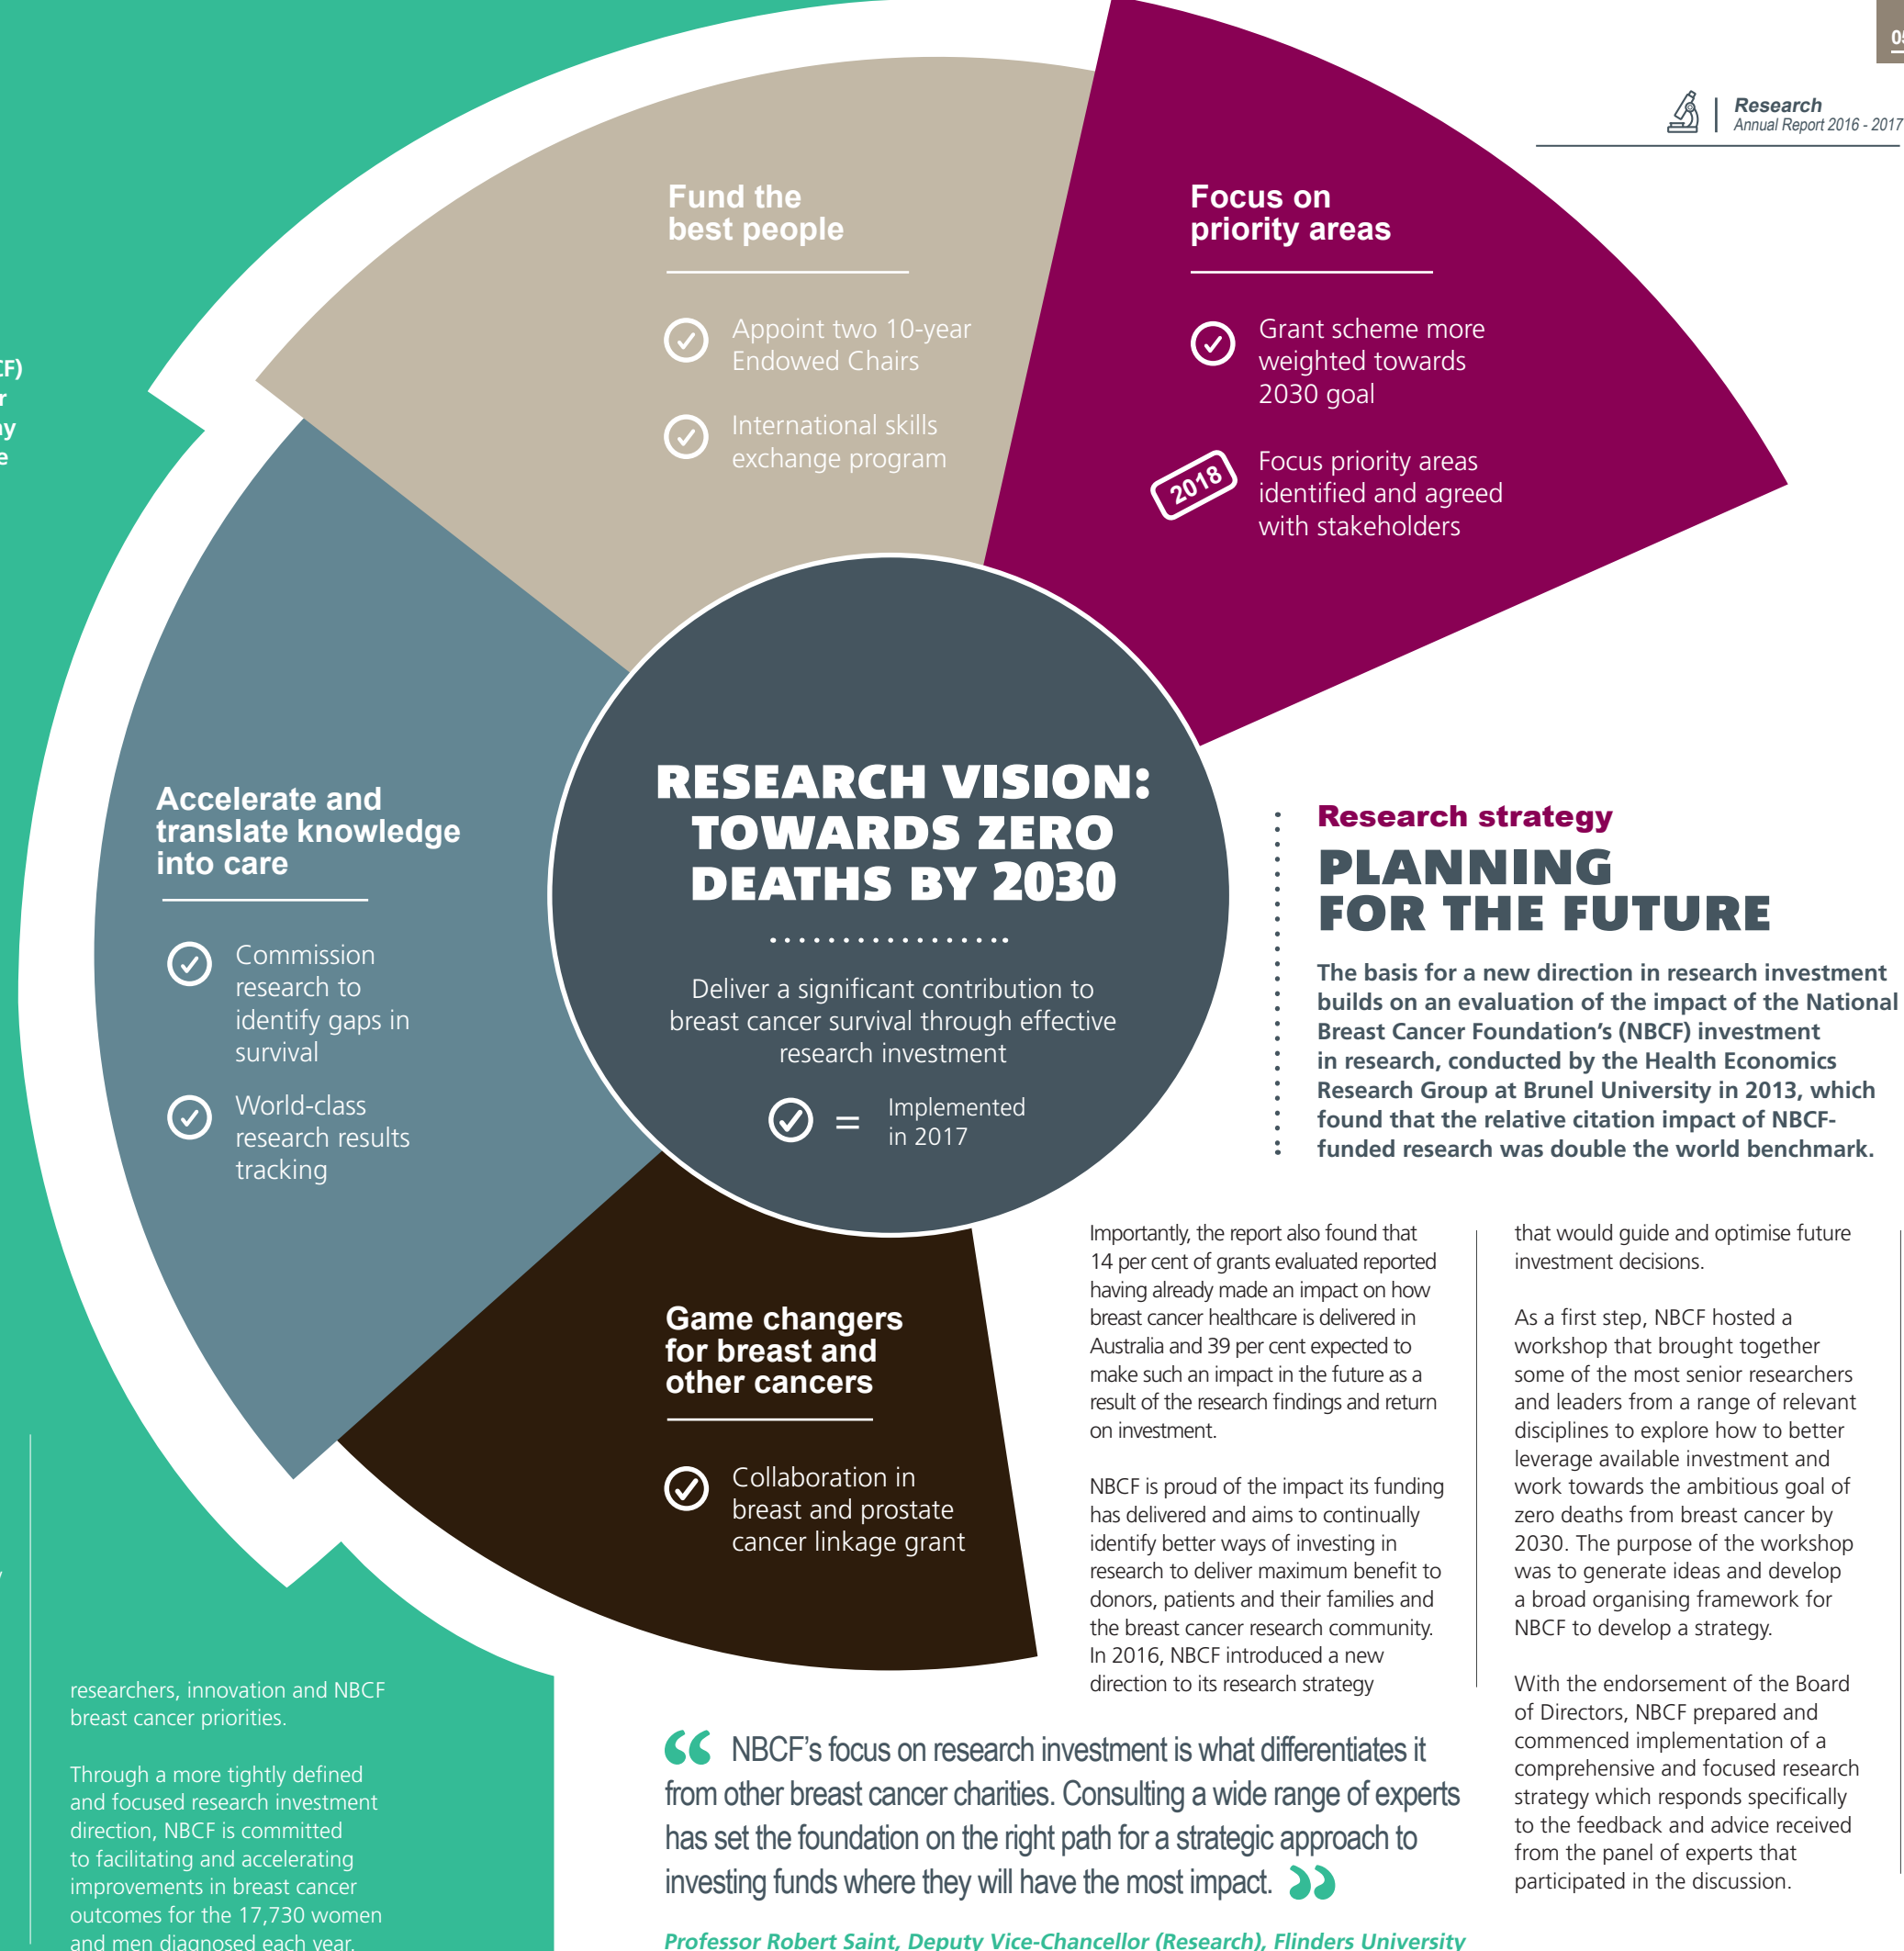 05
Research
Annual Report 2016 - 2017
Fund the
best people
Appoint two 10-year
Endowed Chairs
International skills
exchange program
Focus on
priority areas
Grant scheme more
weighted towards
2030 goal
2018
Focus priority areas
identified and agreed
with stakeholders
Accelerate and
translate knowledge
into care
Commission
research to
identify gaps in
survival
World-class
research results
tracking
RESEARCH VISION:
TOWARDS ZERO
DEATHS BY 2030
Deliver a significant contribution to
breast cancer survival through effective
research investment
= Implemented
in 2017
Game changers
for breast and
other cancers
Collaboration in
breast and prostate
cancer linkage grant
Research strategy
PLANNING
FOR THE FUTURE
The basis for a new direction in research investment
builds on an evaluation of the impact of the National
Breast Cancer Foundation's (NBCF) investment
in research, conducted by the Health Economics
Research Group at Brunel University in 2013, which
found that the relative citation impact of NBCF-
funded research was double the world benchmark.
Importantly, the report also found that
14 per cent of grants evaluated reported
having already made an impact on how
breast cancer healthcare is delivered in
Australia and 39 per cent expected to
make such an impact in the future as a
result of the research findings and return
on investment.
NBCF is proud of the impact its funding
has delivered and aims to continually
identify better ways of investing in
research to deliver maximum benefit to
donors, patients and their families and
the breast cancer research community.
In 2016, NBCF introduced a new
direction to its research strategy
that would guide and optimise future
investment decisions.
As a first step, NBCF hosted a
workshop that brought together
some of the most senior researchers
and leaders from a range of relevant
disciplines to explore how to better
leverage available investment and
work towards the ambitious goal of
zero deaths from breast cancer by
2030. The purpose of the workshop
was to generate ideas and develop
a broad organising framework for
NBCF to develop a strategy.
With the endorsement of the Board
of Directors, NBCF prepared and
commenced implementation of a
comprehensive and focused research
strategy which responds specifically
to the feedback and advice received
from the panel of experts that
participated in the discussion.
researchers, innovation and NBCF
breast cancer priorities.
Through a more tightly defined
and focused research investment
direction, NBCF is committed
to facilitating and accelerating
improvements in breast cancer
outcomes for the 17,730 women
and men diagnosed each year.
“ NBCF's focus on research investment is what differentiates it
from other breast cancer charities. Consulting a wide range of experts
has set the foundation on the right path for a strategic approach to
investing funds where they will have the most impact. ”
Professor Robert Saint, Deputy Vice-Chancellor (Research), Flinders University